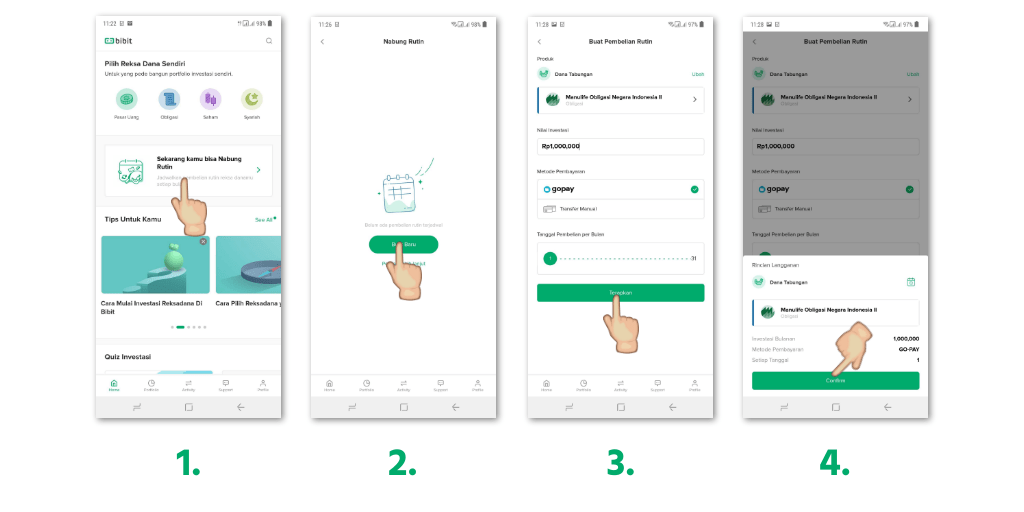 11:22
98%
bibit
Pilih Reksa Dana Sendiri
Untuk yang pede bangun portfolio investasi sendiri.
Pasar Uang
Obligasi
Saham
Syariah
Sekarang kamu bisa Nabung
Rutin
Tips Untuk Kamu
See All
Cara Mulai Investasi Reksadana Di
Bibit
Cara Pilih Reksadana
Quiz Investasi
Home
Portfolio
Activity
Support
Profile
1.
11:26
98%
Nabung Rutin
Belum ada pembelian rutin tersimpan
Baru
Home
Portfolio
Activity
Support
Profile
2.
11:28
97%
Buat Pembelian Rutin
Produk
Dana Tabungan
Ubah
Manulife Obligasi Negara Indonesia II
Obligasi
Nilai Investasi
Rp1,000,000
Metode Pembayaran
gopay
Transfer Manual
Tanggal Pembelian per Bulan
1
31
Terapkan
Home
Portfolio
Activity
Support
Profile
3.
11:28
97%
Buat Pembelian Rutin
Produk
Dana Tabungan
Ubah
Manulife Obligasi Negara Indonesia II
Obligasi
Nilai Investasi
Rp1,000,000
Metode Pembayaran
gopay
Transfer Manual
Tanggal Pembelian per Bulan
Rincian Langganan
Dana Tabungan
Manulife Obligasi Negara Indonesia II
Obligasi
Investasi Bulanan
1,000,000
Metode Pembayaran
GO-PAY
Setiap Tanggal
1
Confirm
4.